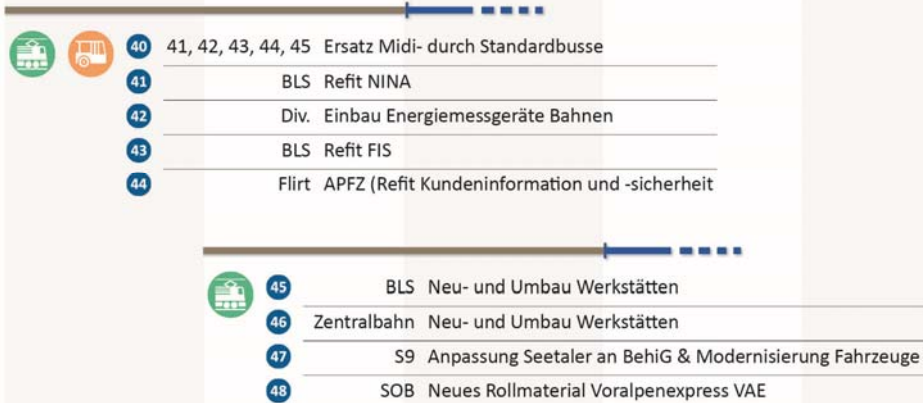 40 41, 42, 43, 44, 45 Ersatz Midi- durch Standardbusse
41 BLS Refit NINA
42 Div. Einbau Energiemessgeräte Bahnen
43 BLS Refit FIS
44 Flirt APFZ (Refit Kundeninformation und -sicherheit
45 BLS Neu- und Umbau Werkstätten
46 Zentralbahn Neu- und Umbau Werkstätten
47 S9 Anpassung Seetaler an BehiG & Modernisierung Fahrzeuge
48 SOB Neues Rollmaterial Voralpenexpress VAE